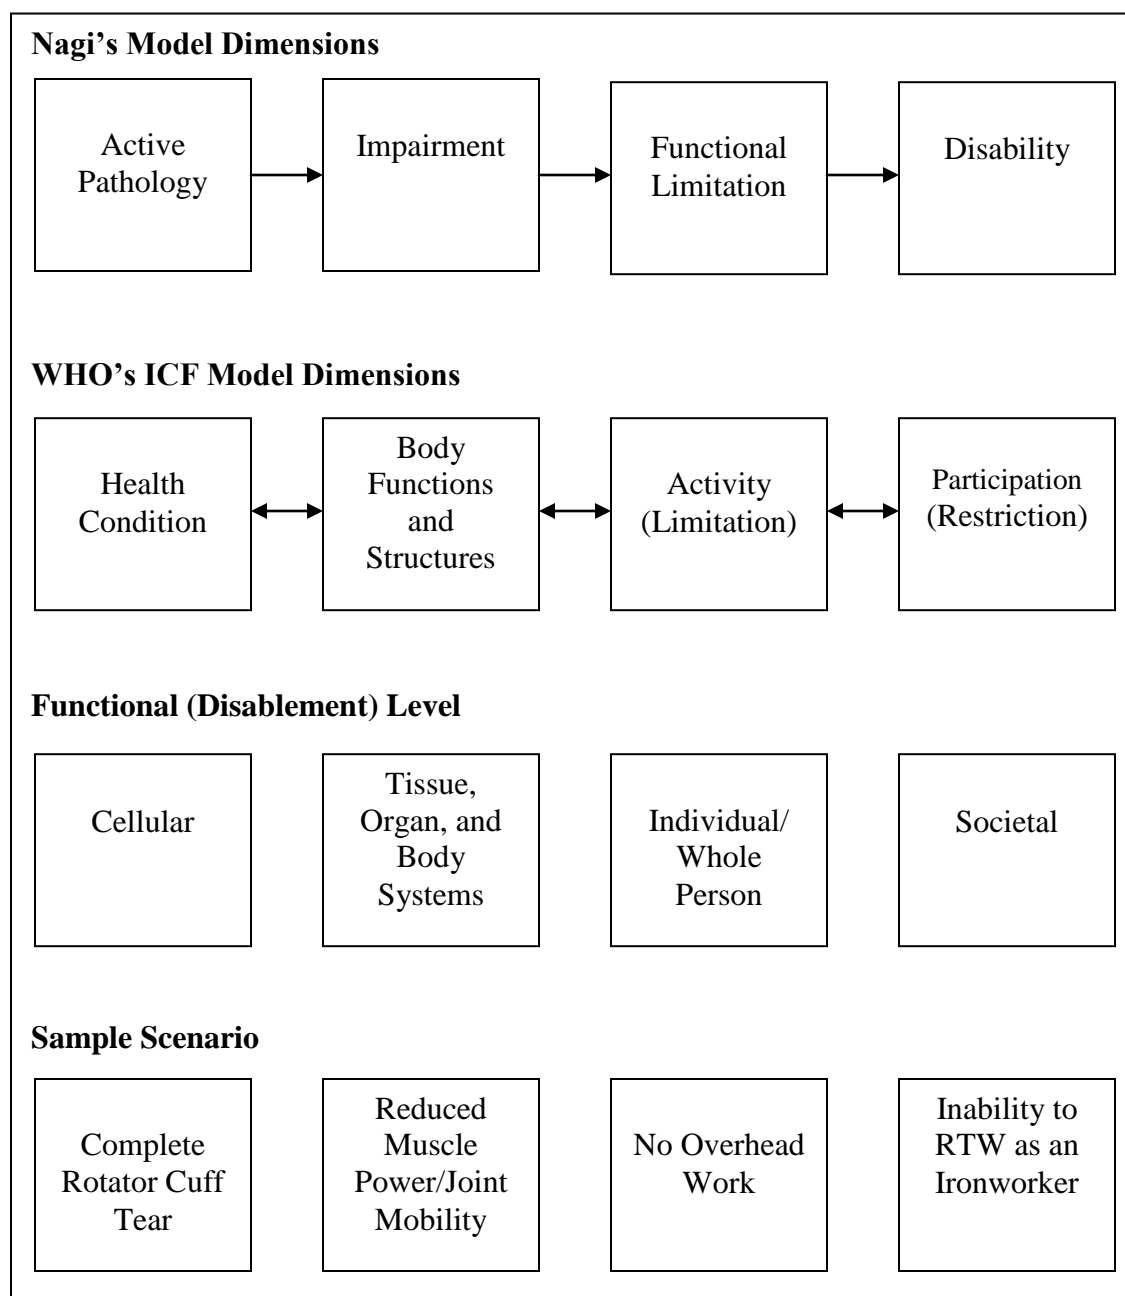 Nagi’s Model Dimensions
Active
Pathology
Impairment
Functional
Limitation
Disability
WHO’s ICF Model Dimensions
Health
Condition
Body
Functions
and
Structures
Activity
(Limitation)
Participation
(Restriction)
Functional (Disablement) Level
Cellular
Tissue,
Organ, and
Body
Systems
Individual/
Whole
Person
Societal
Sample Scenario
Complete
Rotator Cuff
Tear
Reduced
Muscle
Power/Joint
Mobility
No Overhead
Work
Inability to
RTW as an
Ironworker